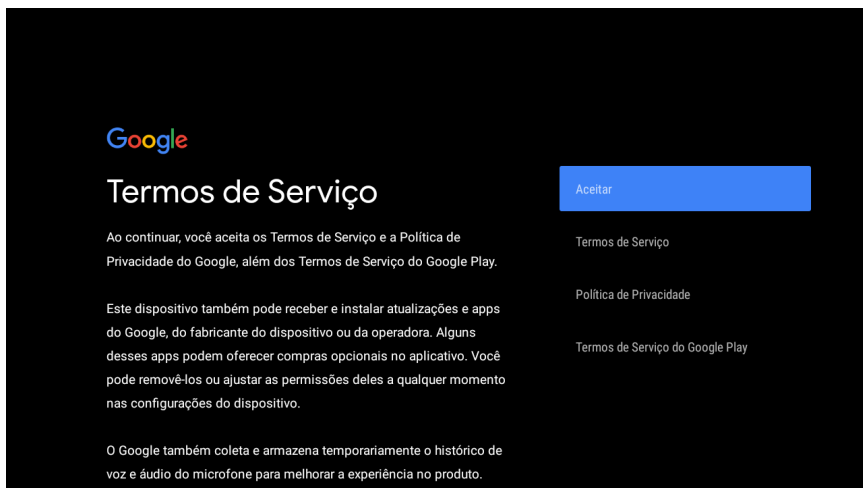 Google
Termos de Serviço
Ao continuar, você aceita os Termos de Serviço e a Política de
Privacidade do Google, além dos Termos de Serviço do Google Play.
Este dispositivo também pode receber e instalar atualizações e apps
do Google, do fabricante do dispositivo ou da operadora. Alguns
desses apps podem oferecer compras opcionais no aplicativo. Você
pode removê-los ou ajustar as permissões deles a qualquer momento
nas configurações do dispositivo.
O Google também coleta e armazena temporariamente o histórico de
voz e áudio do microfone para melhorar a experiência no produto.
Aceitar
Termos de Serviço
Política de Privacidade
Termos de Serviço do Google Play